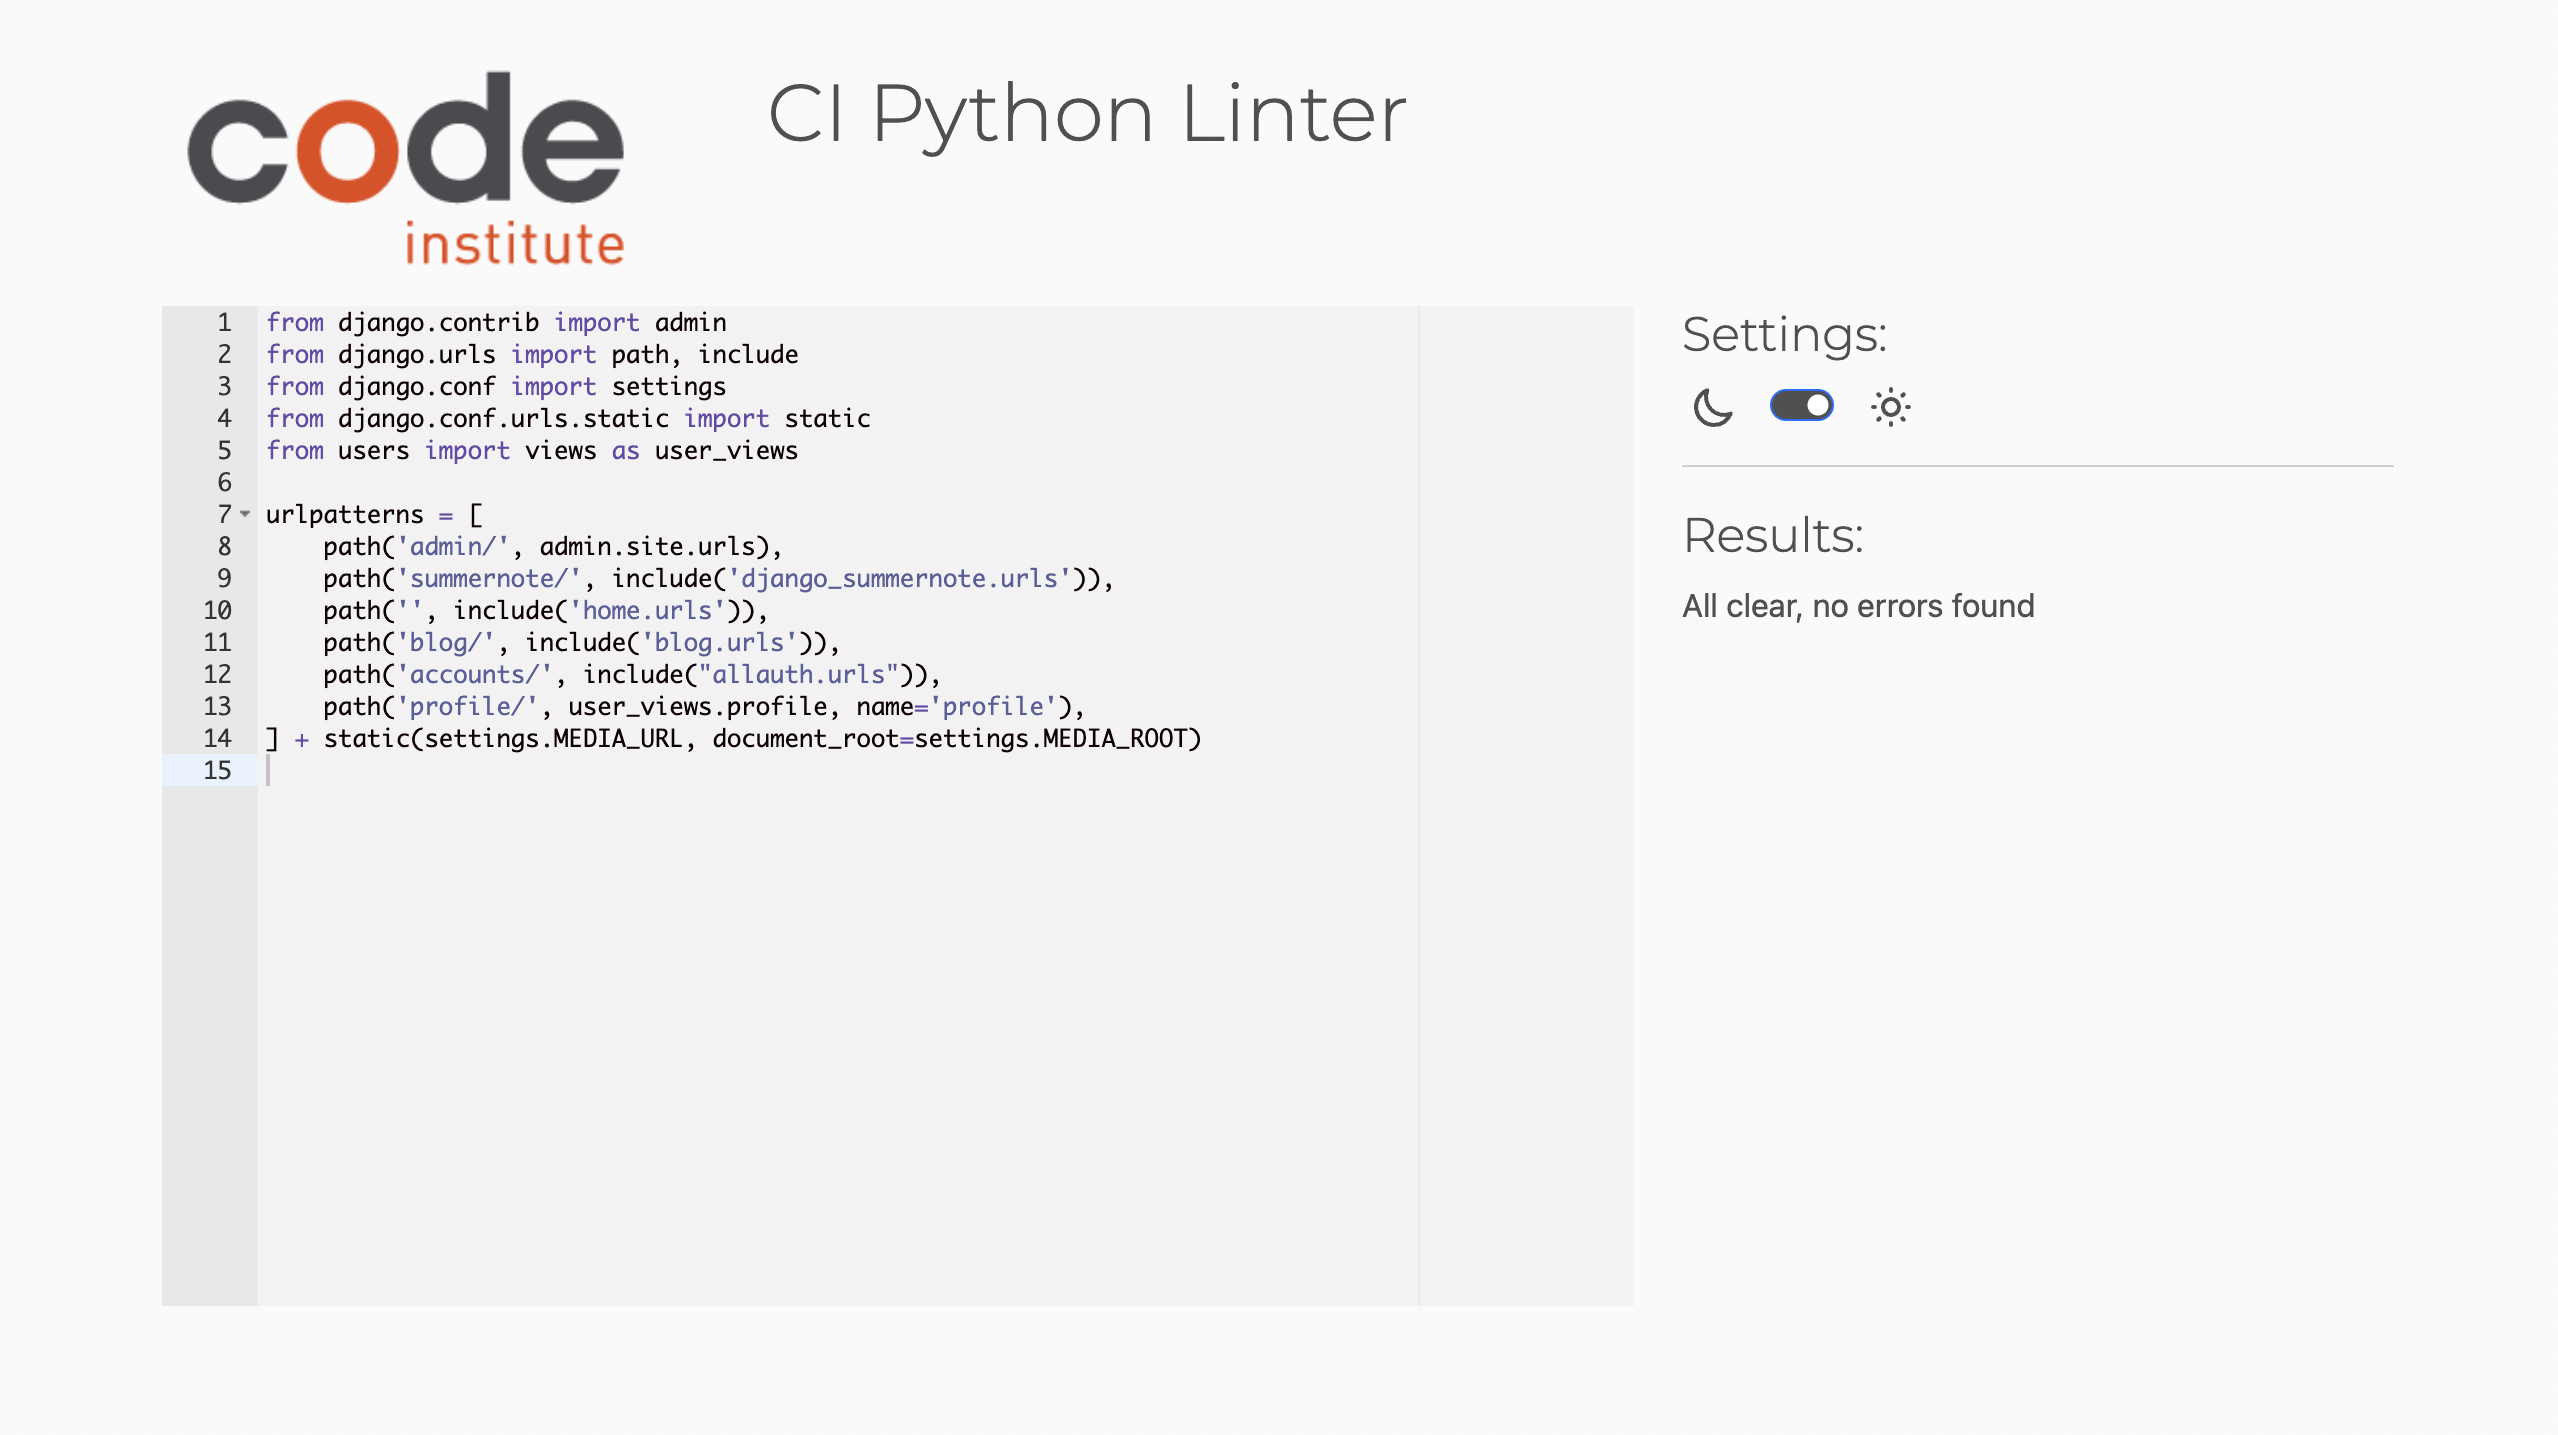 code
institute
CI Python Linter
1 from django.contrib import admin
2 from django.urls import path, include
3 from django.conf import settings
4 from django.conf.urls.static import static
5 from users import views as user_views
6
7 urlpatterns = [
8     path('admin/', admin.site.urls),
9     path('summernote/', include('django_summernote.urls')),
10     path('', include('home.urls')),
11     path('blog/', include('blog.urls')),
12     path('accounts/', include("allauth.urls")),
13     path('profile/', user_views.profile, name='profile'),
14 ] + static(settings.MEDIA_URL, document_root=settings.MEDIA_ROOT)
15
Settings:
Results:
All clear, no errors found